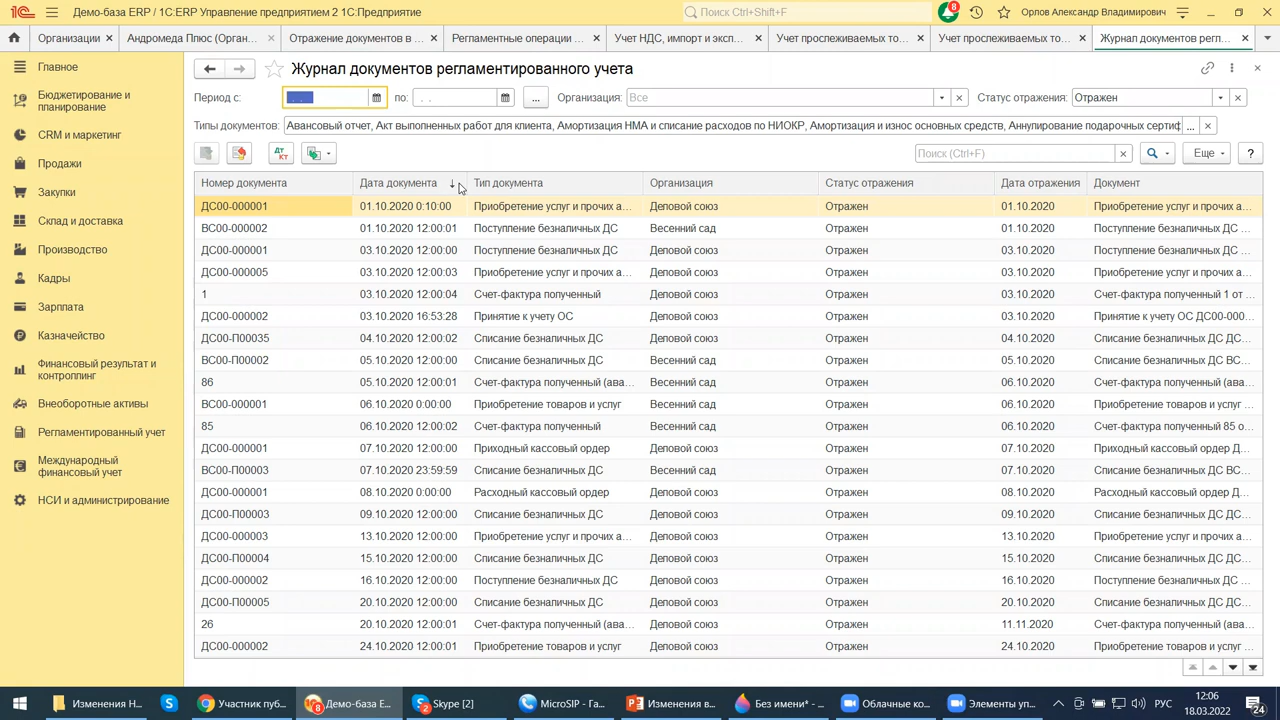 Демо-база ERP / 1С:ERP Управление предприятием 2 1С:Предприятие
Поиск Ctrl+Shift+F
8
Орлов Александр Владимирович
Организации
Андромеда Плюс (Орган...
Отражение документов в ...
Регламентные операции ...
Учет НДС, импорт и эксп...
Учет прослеживаемых то...
Учет прослеживаемых то...
Журнал документов регл...
Главное
Бюджетирование и
планирование
CRM и маркетинг
Продажи
Закупки
Склад и доставка
Производство
Кадры
Зарплата
Казначейство
Финансовый результат и
контроллинг
Внеоборотные активы
Регламентированный учет
Международный
финансовый учет
НСИ и администрирование
Журнал документов регламентированного учета
Период с: . . по: . . ... Организация: Все Статус отражения: Отражен
Типы документов: Авансовый отчет, Акт выполненных работ для клиента, Амортизация НМА и списание расходов по НИОКР, Амортизация и износ основных средств, Аннулирование подарочных сертиф ...
Дт Кт Поиск (Ctrl+F) Еще ?
Номер документа Дата документа ↓ Тип документа Организация Статус отражения Дата отражения Документ
ДС00-000001 01.10.2020 0:10:00 Приобретение услуг и прочих а... Деловой союз Отражен 01.10.2020 Приобретение услуг и прочих а...
ВС00-000002 01.10.2020 12:00:01 Поступление безналичных ДС Весенний сад Отражен 01.10.2020 Поступление безналичных ДС ...
ДС00-000001 03.10.2020 12:00:00 Поступление безналичных ДС Деловой союз Отражен 03.10.2020 Поступление безналичных ДС ...
ДС00-000005 03.10.2020 12:00:03 Приобретение услуг и прочих а... Деловой союз Отражен 03.10.2020 Приобретение услуг и прочих а...
1 03.10.2020 12:00:04 Счет-фактура полученный Деловой союз Отражен 03.10.2020 Счет-фактура полученный 1 от ...
ДС00-000002 03.10.2020 16:53:28 Принятие к учету ОС Деловой союз Отражен 03.10.2020 Принятие к учету ОС ДС00-000...
ДС00-П00035 04.10.2020 12:00:02 Списание безналичных ДС Деловой союз Отражен 04.10.2020 Списание безналичных ДС ДС...
ВС00-П00002 05.10.2020 12:00:00 Списание безналичных ДС Весенний сад Отражен 05.10.2020 Списание безналичных ДС ВС...
86 05.10.2020 12:00:01 Счет-фактура полученный (ава... Весенний сад Отражен 06.10.2020 Счет-фактура полученный (ава...
ВС00-000001 06.10.2020 0:00:00 Приобретение товаров и услуг Весенний сад Отражен 06.10.2020 Приобретение товаров и услуг ...
85 06.10.2020 12:00:02 Счет-фактура полученный Весенний сад Отражен 06.10.2020 Счет-фактура полученный 85 о...
ДС00-000001 07.10.2020 12:00:00 Приходный кассовый ордер Деловой союз Отражен 07.10.2020 Приходный кассовый ордер Д...
ВС00-П00003 07.10.2020 23:59:59 Списание безналичных ДС Весенний сад Отражен 07.10.2020 Списание безналичных ДС ВС...
ДС00-000001 08.10.2020 0:00:00 Расходный кассовый ордер Деловой союз Отражен 08.10.2020 Расходный кассовый ордер Д...
ДС00-П00003 09.10.2020 12:00:00 Списание безналичных ДС Деловой союз Отражен 09.10.2020 Списание безналичных ДС ДС...
ДС00-000003 13.10.2020 12:00:00 Приобретение услуг и прочих а... Деловой союз Отражен 13.10.2020 Приобретение услуг и прочих а...
ДС00-П00004 15.10.2020 12:00:00 Списание безналичных ДС Деловой союз Отражен 15.10.2020 Списание безналичных ДС ДС...
ДС00-000002 16.10.2020 12:00:00 Поступление безналичных ДС Деловой союз Отражен 16.10.2020 Поступление безналичных ДС ...
ДС00-П00005 20.10.2020 12:00:00 Списание безналичных ДС Деловой союз Отражен 20.10.2020 Списание безналичных ДС ДС...
26 20.10.2020 12:00:01 Счет-фактура полученный (ава... Деловой союз Отражен 11.11.2020 Счет-фактура полученный (ава...
ДС00-000002 24.10.2020 12:00:01 Приобретение товаров и услуг Деловой союз Отражен 24.10.2020 Приобретение товаров и услуг ...
Изменения Н...
Участник пуб...
8
Демо-база E...
2
Skype [2]
MicroSIP - Га...
Изменения в...
Без имени* - ...
Облачные ко...
Элементы уп...
РУС
12:06
18.03.2022
24